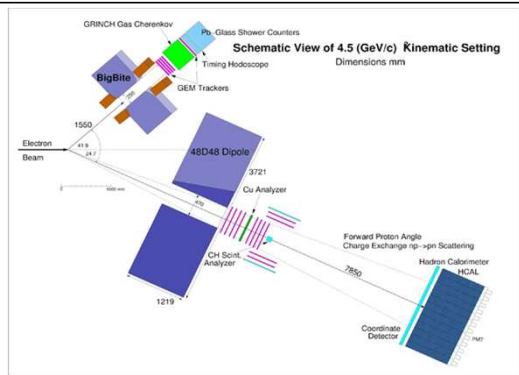 GRINCH Gas Cherenkov
Pb-Glass Shower Counters
Schematic View of 4.5 (GeV/c) Kinematic Setting
Dimensions mm
Timing Hodoscope
BigBite
GEM Trackers
1550
Electron
Beam
41.9
24.7
48D48 Dipole
3721
Cu Analyzer
470
1000 mm
Forward Proton Angle
Charge Exchange np->pn Scattering
CH Scint.
Analyzer
7850
Hadron Calorimeter
HCAL
1219
Coordinate
Detector
PMT